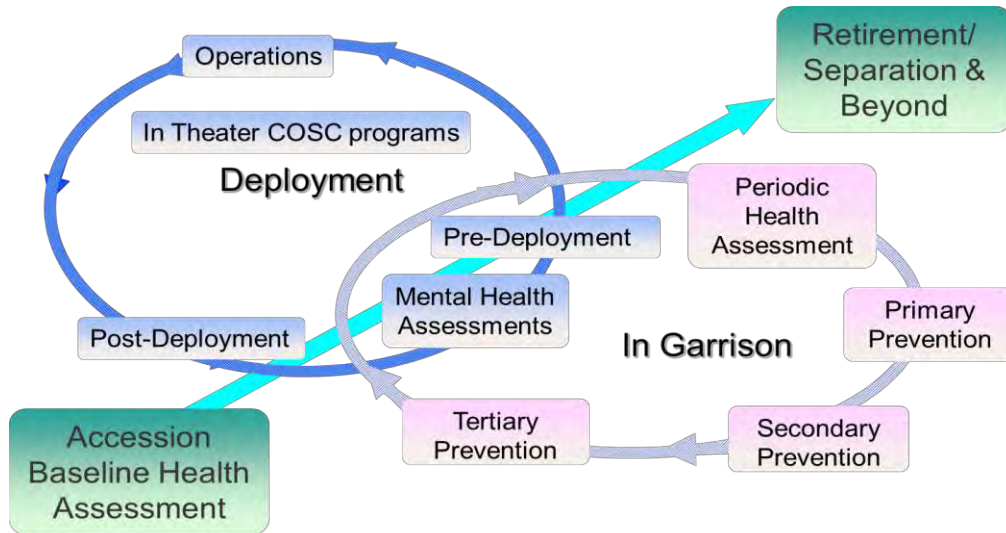 Operations
In Theater COSC programs
Deployment
Retirement/
Separation &
Beyond
Periodic
Health
Assessment
Pre-Deployment
Mental Health
Assessments
Post-Deployment
Primary
Prevention
In Garrison
Accession
Baseline Health
Assessment
Tertiary
Prevention
Secondary
Prevention